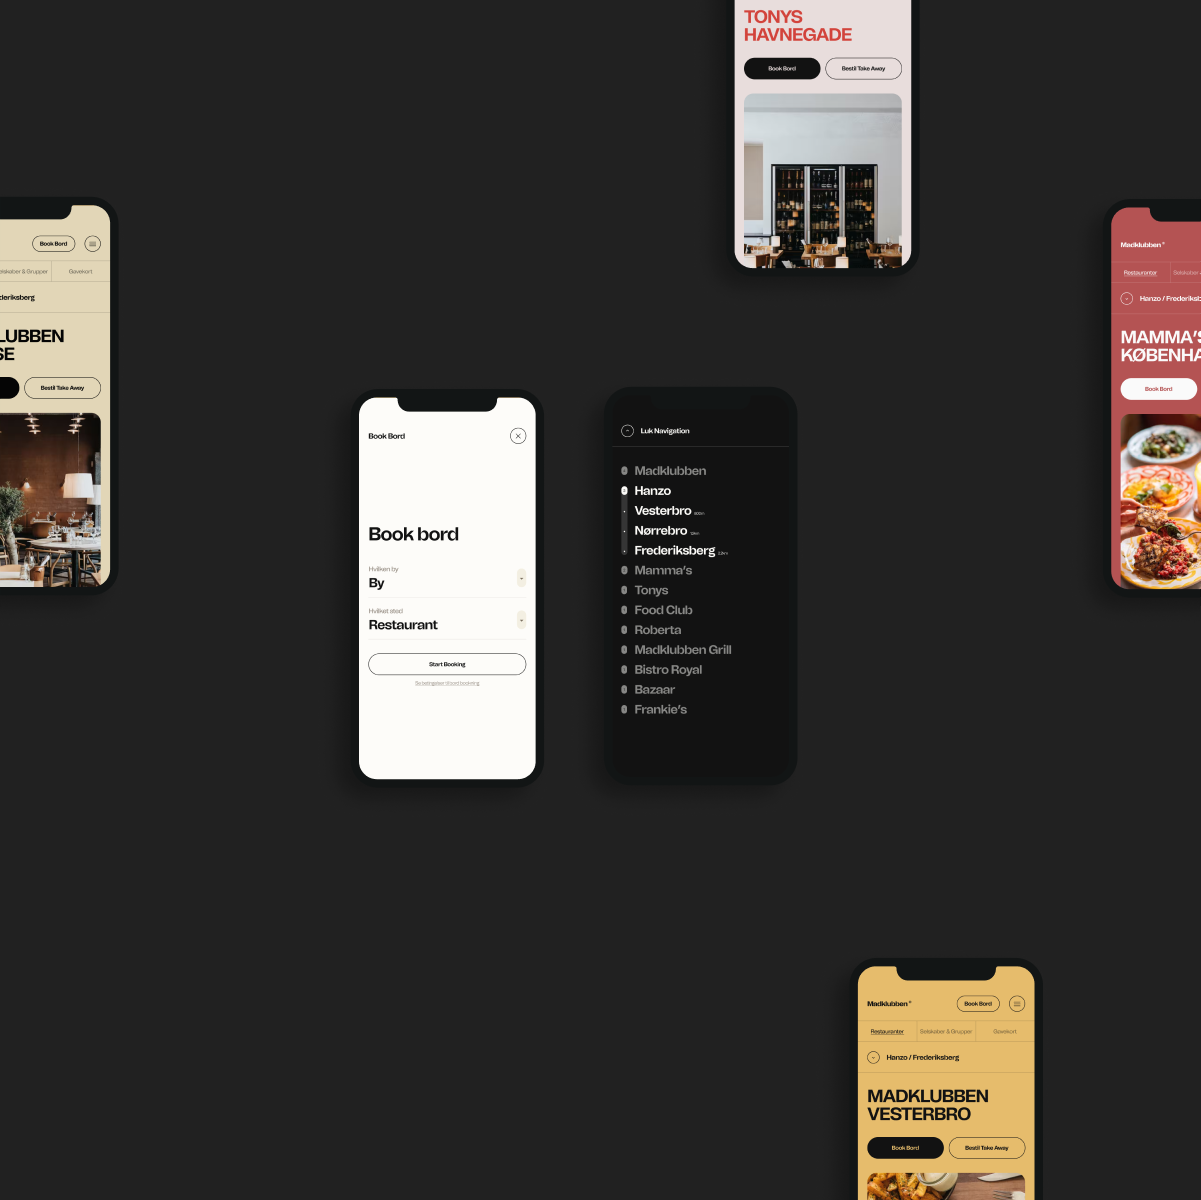 TONYS
HAVNEGADE
Book Bord
Bestil Take Away
Book Bord
Selskaber & Grupper
Gavekort
deriksberg
LUBBEN
SE
Bestil Take Away
Madklubben
Restauranter
Selskaber
Hanzo / Frederiksb
MAMMA'S
KØBENHA
Book Bord
Book Bord
Book bord
Hvilken by
By
Hvilket sted
Restaurant
Start Booking
Luk Navigation
Madklubben
Hanzo
Vesterbro
Nørrebro
Frederiksberg
Mamma's
Tonys
Food Club
Roberta
Madklubben Grill
Bistro Royal
Bazaar
Frankie's
Madklubben
Book Bord
Restauranter
Selskaber & Grupper
Gavekort
Hanzo / Frederiksberg
MADKLUBBEN
VESTERBRO
Book Bord
Bestil Take Away